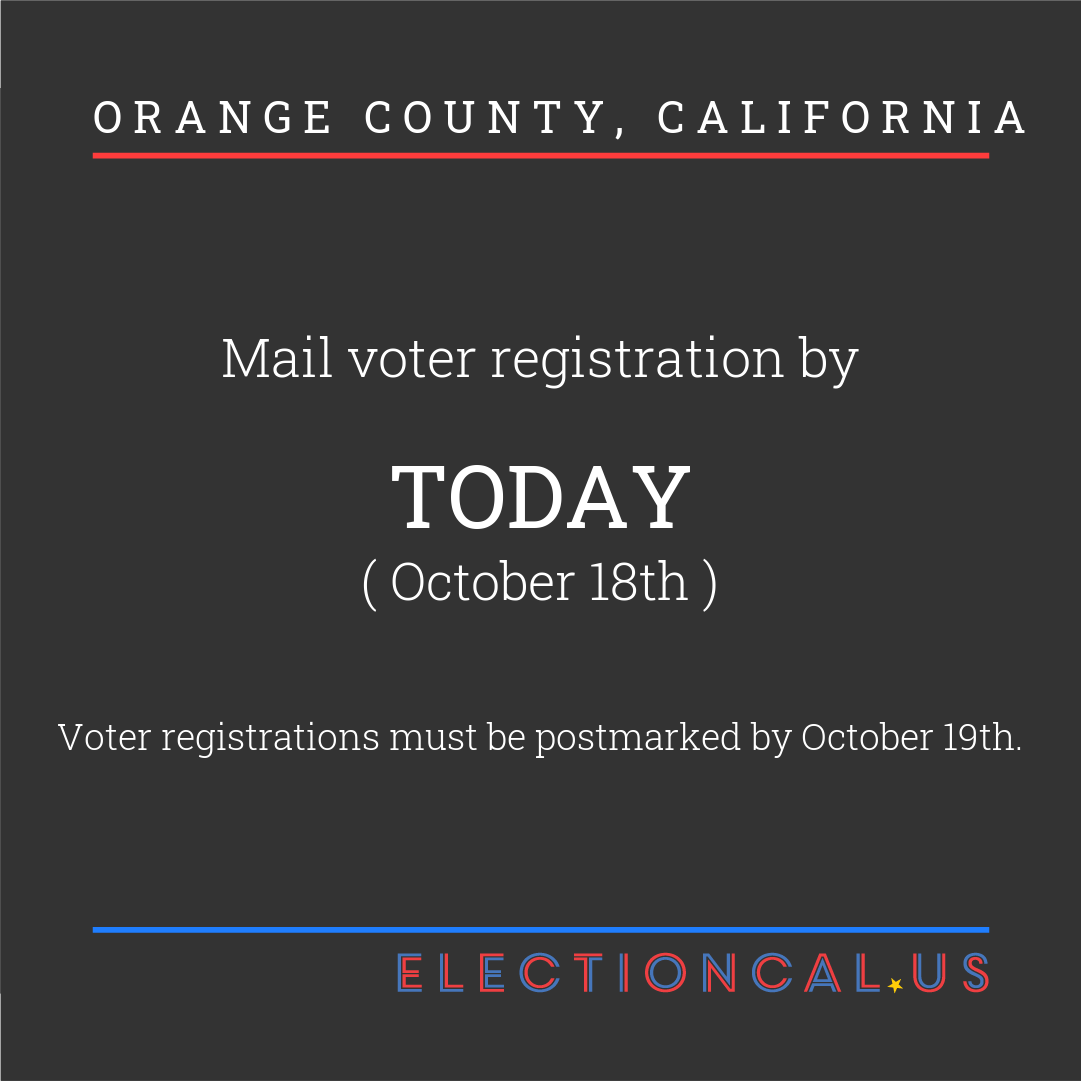 ORANGE COUNTY, CALIFORNIA
Mail voter registration by
TODAY
( October 18th )
Voter registrations must be postmarked by October 19th.
ELECTIONCAL.US